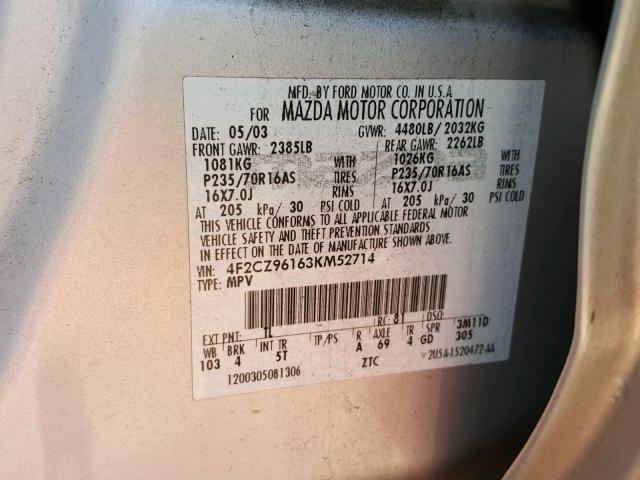 MFD. BY FORD MOTOR CO. IN U.S.A.
FOR MAZDA MOTOR CORPORATION
DATE: 05/03 GVWR: 4480LB/2032KG
FRONT GAWR: 2385LB REAR GAWR: 2262LB
1081KG WITH 1026KG WITH
P235/70R16AS TIRES P235/70R16AS TIRES
16X7.0J RIMS 16X7.0J RIMS
AT 205 kPa/ 30 PSI COLD AT 205 kPa/ 30 PSI COLD
THIS VEHICLE CONFORMS TO ALL APPLICABLE FEDERAL MOTOR
VEHICLE SAFETY AND THEFT PREVENTION STANDARDS
IN EFFECT ON THE DATE OF MANUFACTURE SHOWN ABOVE.
VIN: 4F2CZ96163KM52714
TYPE: MPV
EXT PNT: TL RC: 81 DSO:
WB BRK INT TR TP/PS R AXLE TR SPR 3M11D
103 4 5T A 69 4 GD 305
1200305081306 ZTC 2U5A-1520472-AA